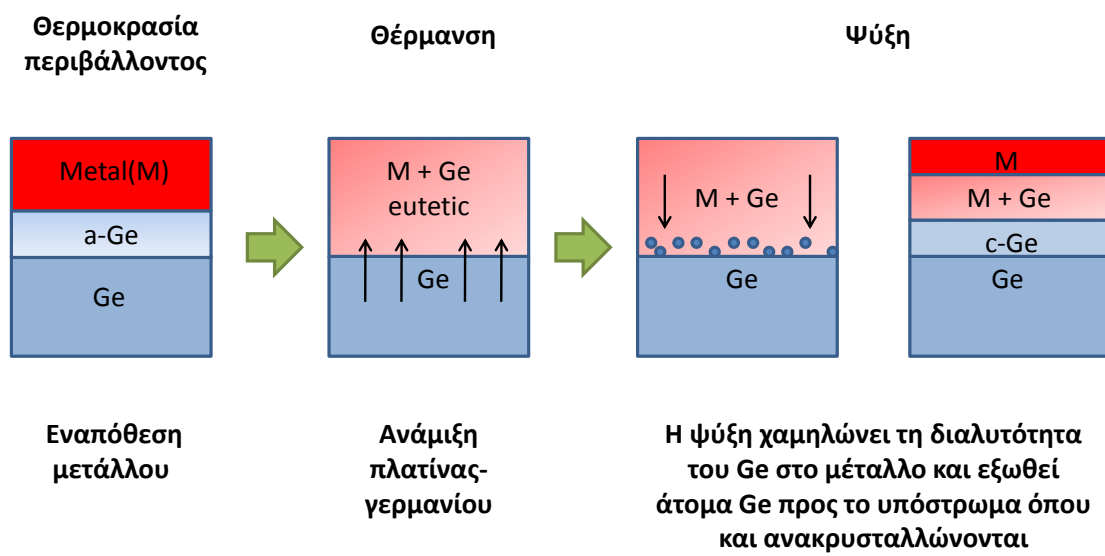 Θερμοκρασία
περιβάλλοντος
Θέρμανση
Ψύξη
Metal(M)
a-Ge
Ge
M + Ge
eutetic
Ge
M + Ge
Ge
M
M + Ge
c-Ge
Ge
Εναπόθεση
μετάλλου
Ανάμιξη
πλατίνας-
γερμανίου
Η ψύξη χαμηλώνει τη διαλυτότητα
του Ge στο μέταλλο και εξωθεί
άτομα Ge προς το υπόστρωμα όπου
και ανακρυσταλλώνονται